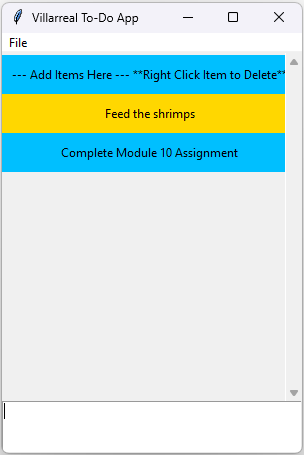 Villarreal To-Do App
File
--- Add Items Here --- **Right Click Item to Delete**
Feed the shrimps
Complete Module 10 Assignment